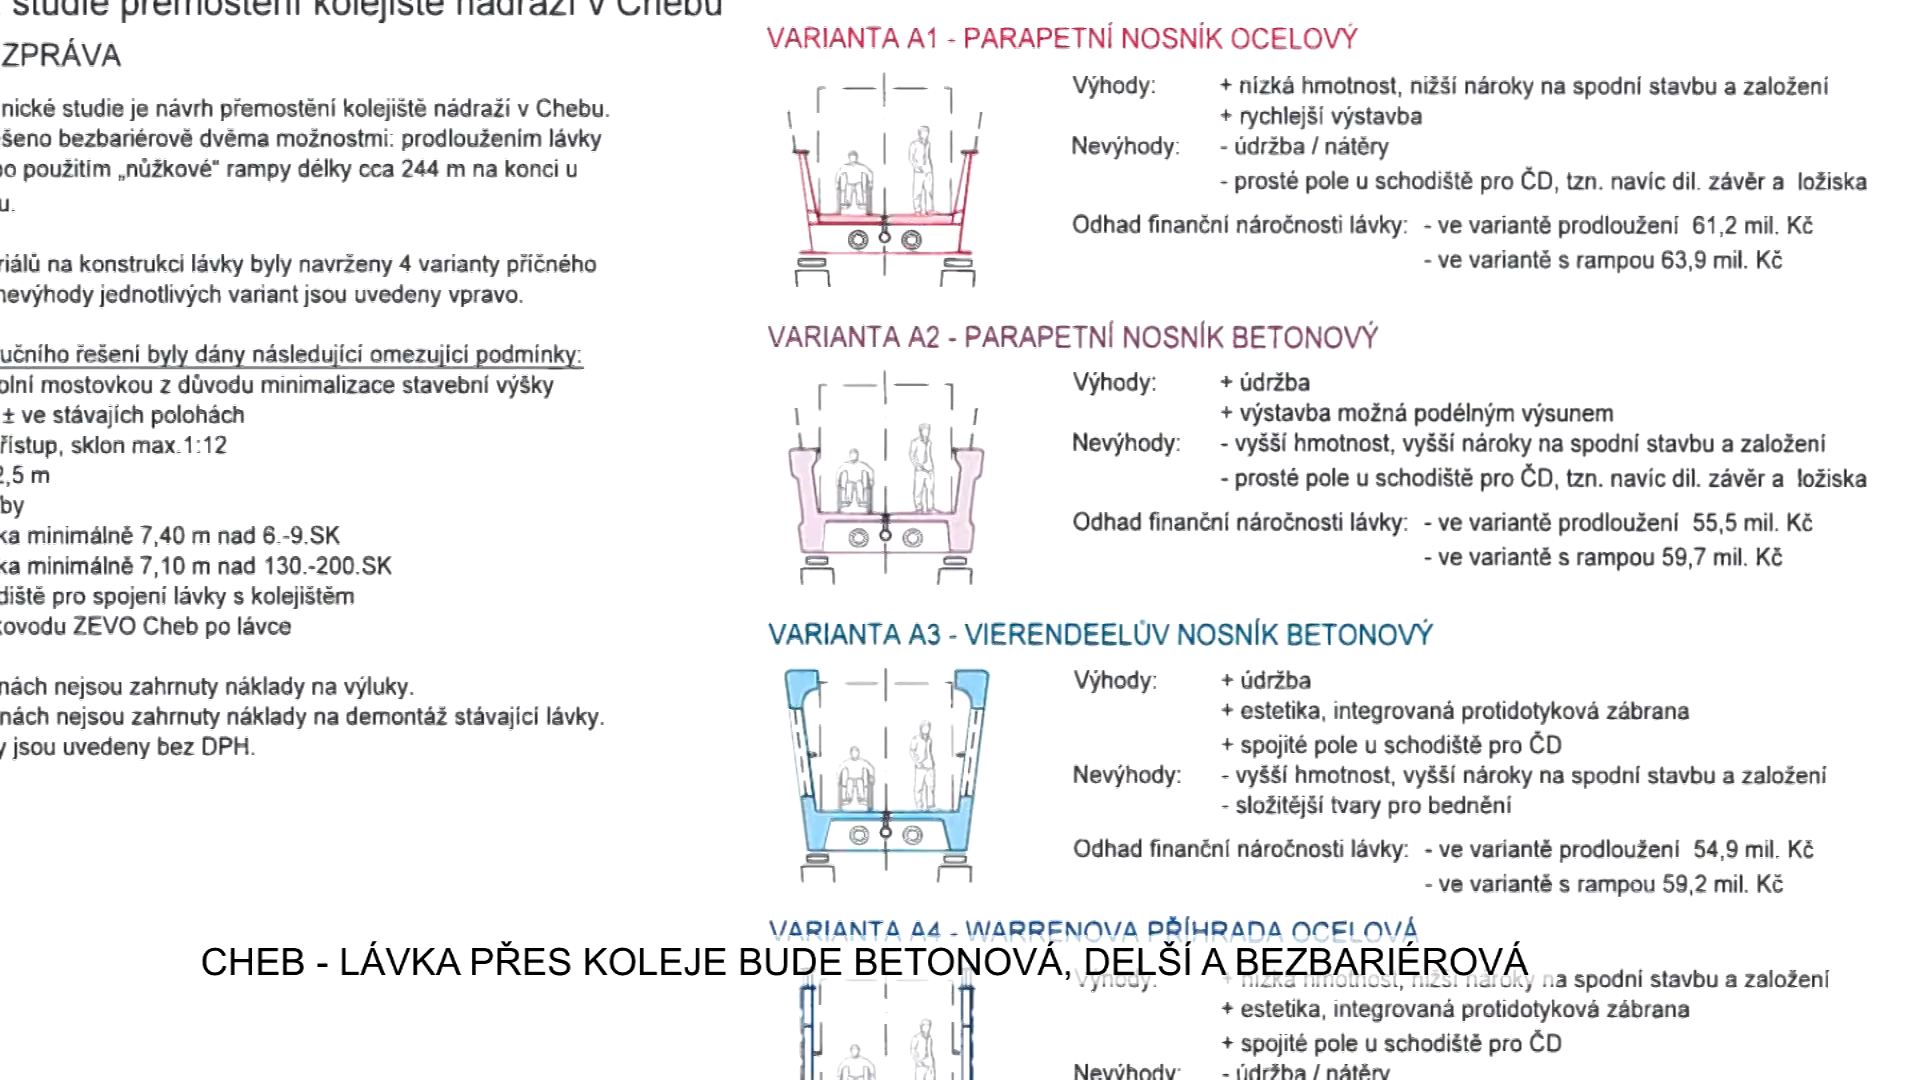 studie přemostění kolejiště nádraží v Chebu
ZPRÁVA
nické studie je návrh přemostění kolejiště nádraží v Chebu.
šeno bezbariérově dvěma možnostmi: prodloužením lávky
bo použitím „nůžkové“ rampy délky cca 244 m na konci u
u.
riálů na konstrukci lávky byly navrženy 4 varianty příčného
nevýhody jednotlivých variant jsou uvedeny vpravo.
učního řešení byly dány následující omezující podmínky:
olní mostovkou z důvodu minimalizace stavební výšky
± ve stávajích polohách
řístup, sklon max.1:12
2,5 m
by
ka minimálně 7,40 m nad 6.-9.SK
ka minimálně 7,10 m nad 130.-200.SK
diště pro spojení lávky s kolejištěm
kovodu ZEVO Cheb po lávce
nách nejsou zahrnuty náklady na výluky.
nách nejsou zahrnuty náklady na demontáž stávající lávky.
y jsou uvedeny bez DPH.
VARIANTA A1 - PARAPETNÍ NOSNÍK OCELOVÝ
Výhody: + nízká hmotnost, nižší nároky na spodní stavbu a založení
+ rychlejší výstavba
Nevýhody: - údržba / nátěry
- prosté pole u schodiště pro ČD, tzn. navíc dil. závěr a ložiska
Odhad finanční náročnosti lávky: - ve variantě prodloužení 61,2 mil. Kč
- ve variantě s rampou 63,9 mil. Kč
VARIANTA A2 - PARAPETNÍ NOSNÍK BETONOVÝ
Výhody: + údržba
+ výstavba možná podélným výsunem
Nevýhody: - vyšší hmotnost, vyšší nároky na spodní stavbu a založení
- prosté pole u schodiště pro ČD, tzn. navíc dil. závěr a ložiska
Odhad finanční náročnosti lávky: - ve variantě prodloužení 55,5 mil. Kč
- ve variantě s rampou 59,7 mil. Kč
VARIANTA A3 - VIERENDEELŮV NOSNÍK BETONOVÝ
Výhody: + údržba
+ estetika, integrovaná protidotyková zábrana
+ spojité pole u schodiště pro ČD
Nevýhody: - vyšší hmotnost, vyšší nároky na spodní stavbu a založení
- složitější tvary pro bednění
Odhad finanční náročnosti lávky: - ve variantě prodloužení 54,9 mil. Kč
- ve variantě s rampou 59,2 mil. Kč
VARIANTA A4 - WARRENOVA PŘÍHRADA OCELOVÁ
CHEB - LÁVKA PŘES KOLEJE BUDE BETONOVÁ, DELŠÍ A BEZBARIÉROVÁ
Výhody: + nízká hmotnost, nižší nároky na spodní stavbu a založení
+ estetika, integrovaná protidotyková zábrana
+ spojité pole u schodiště pro ČD
Nevýhody: - údržba / nátěry